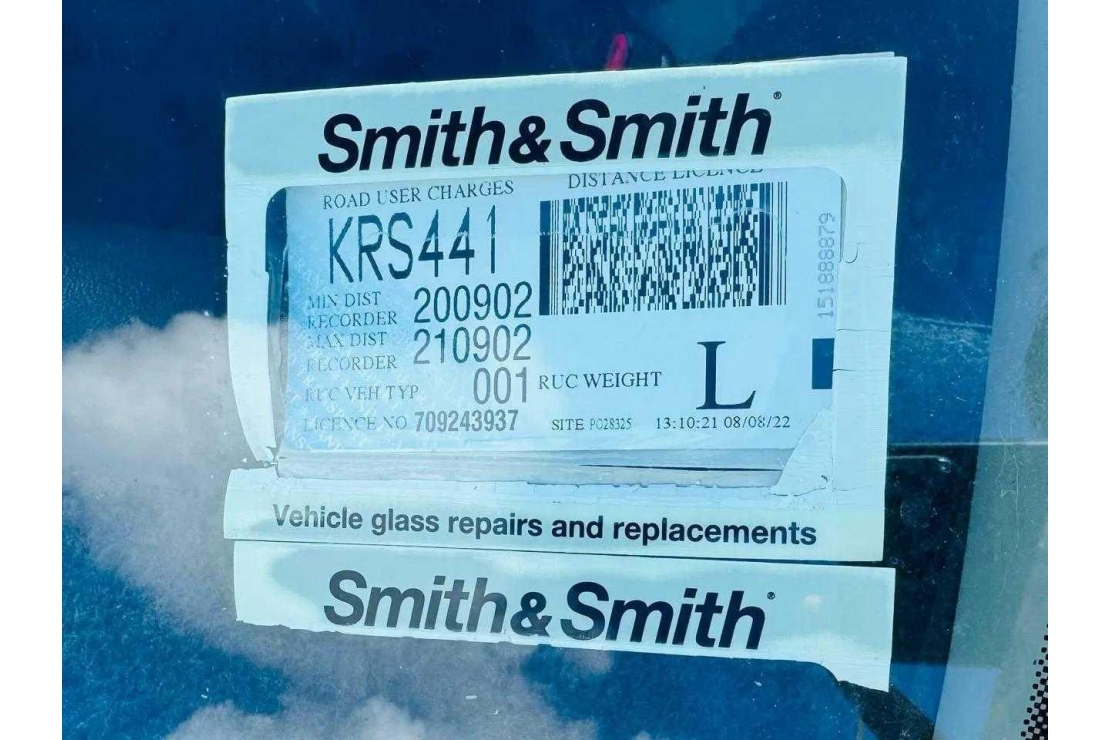 Smith&Smith®
ROAD USER CHARGES DISTANCE LICENCE
KRS441
MIN DIST RECORDER 200902
MAX DIST RECORDER 210902
RUC VEH TYP 001 RUC WEIGHT L
LICENCE NO 709243937 SITE PO28325 13:10:21 08/08/22
151888879
Vehicle glass repairs and replacements
Smith&Smith®